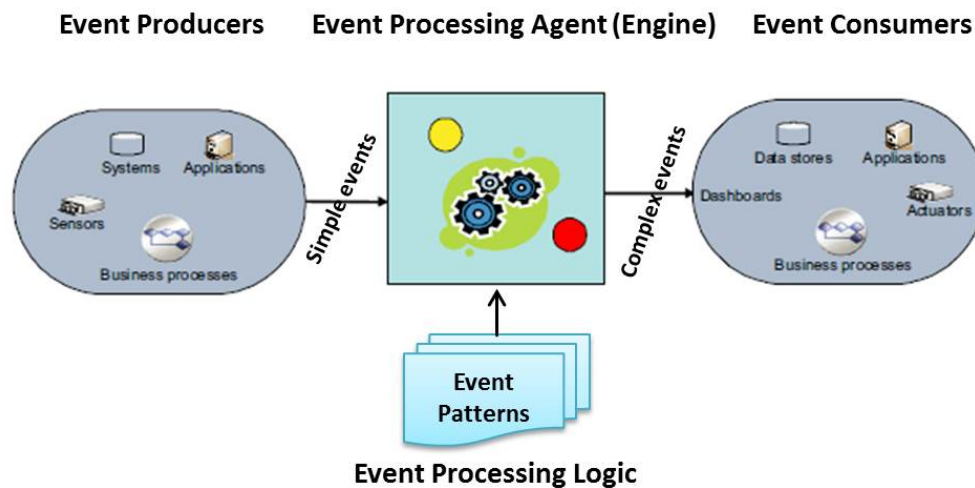 Event Producers
Event Processing Agent (Engine)
Event Consumers
Systems
Applications
Sensors
Business processes
Simple events
Complex events
Data stores
Applications
Dashboards
Actuators
Business processes
Event
Patterns
Event Processing Logic